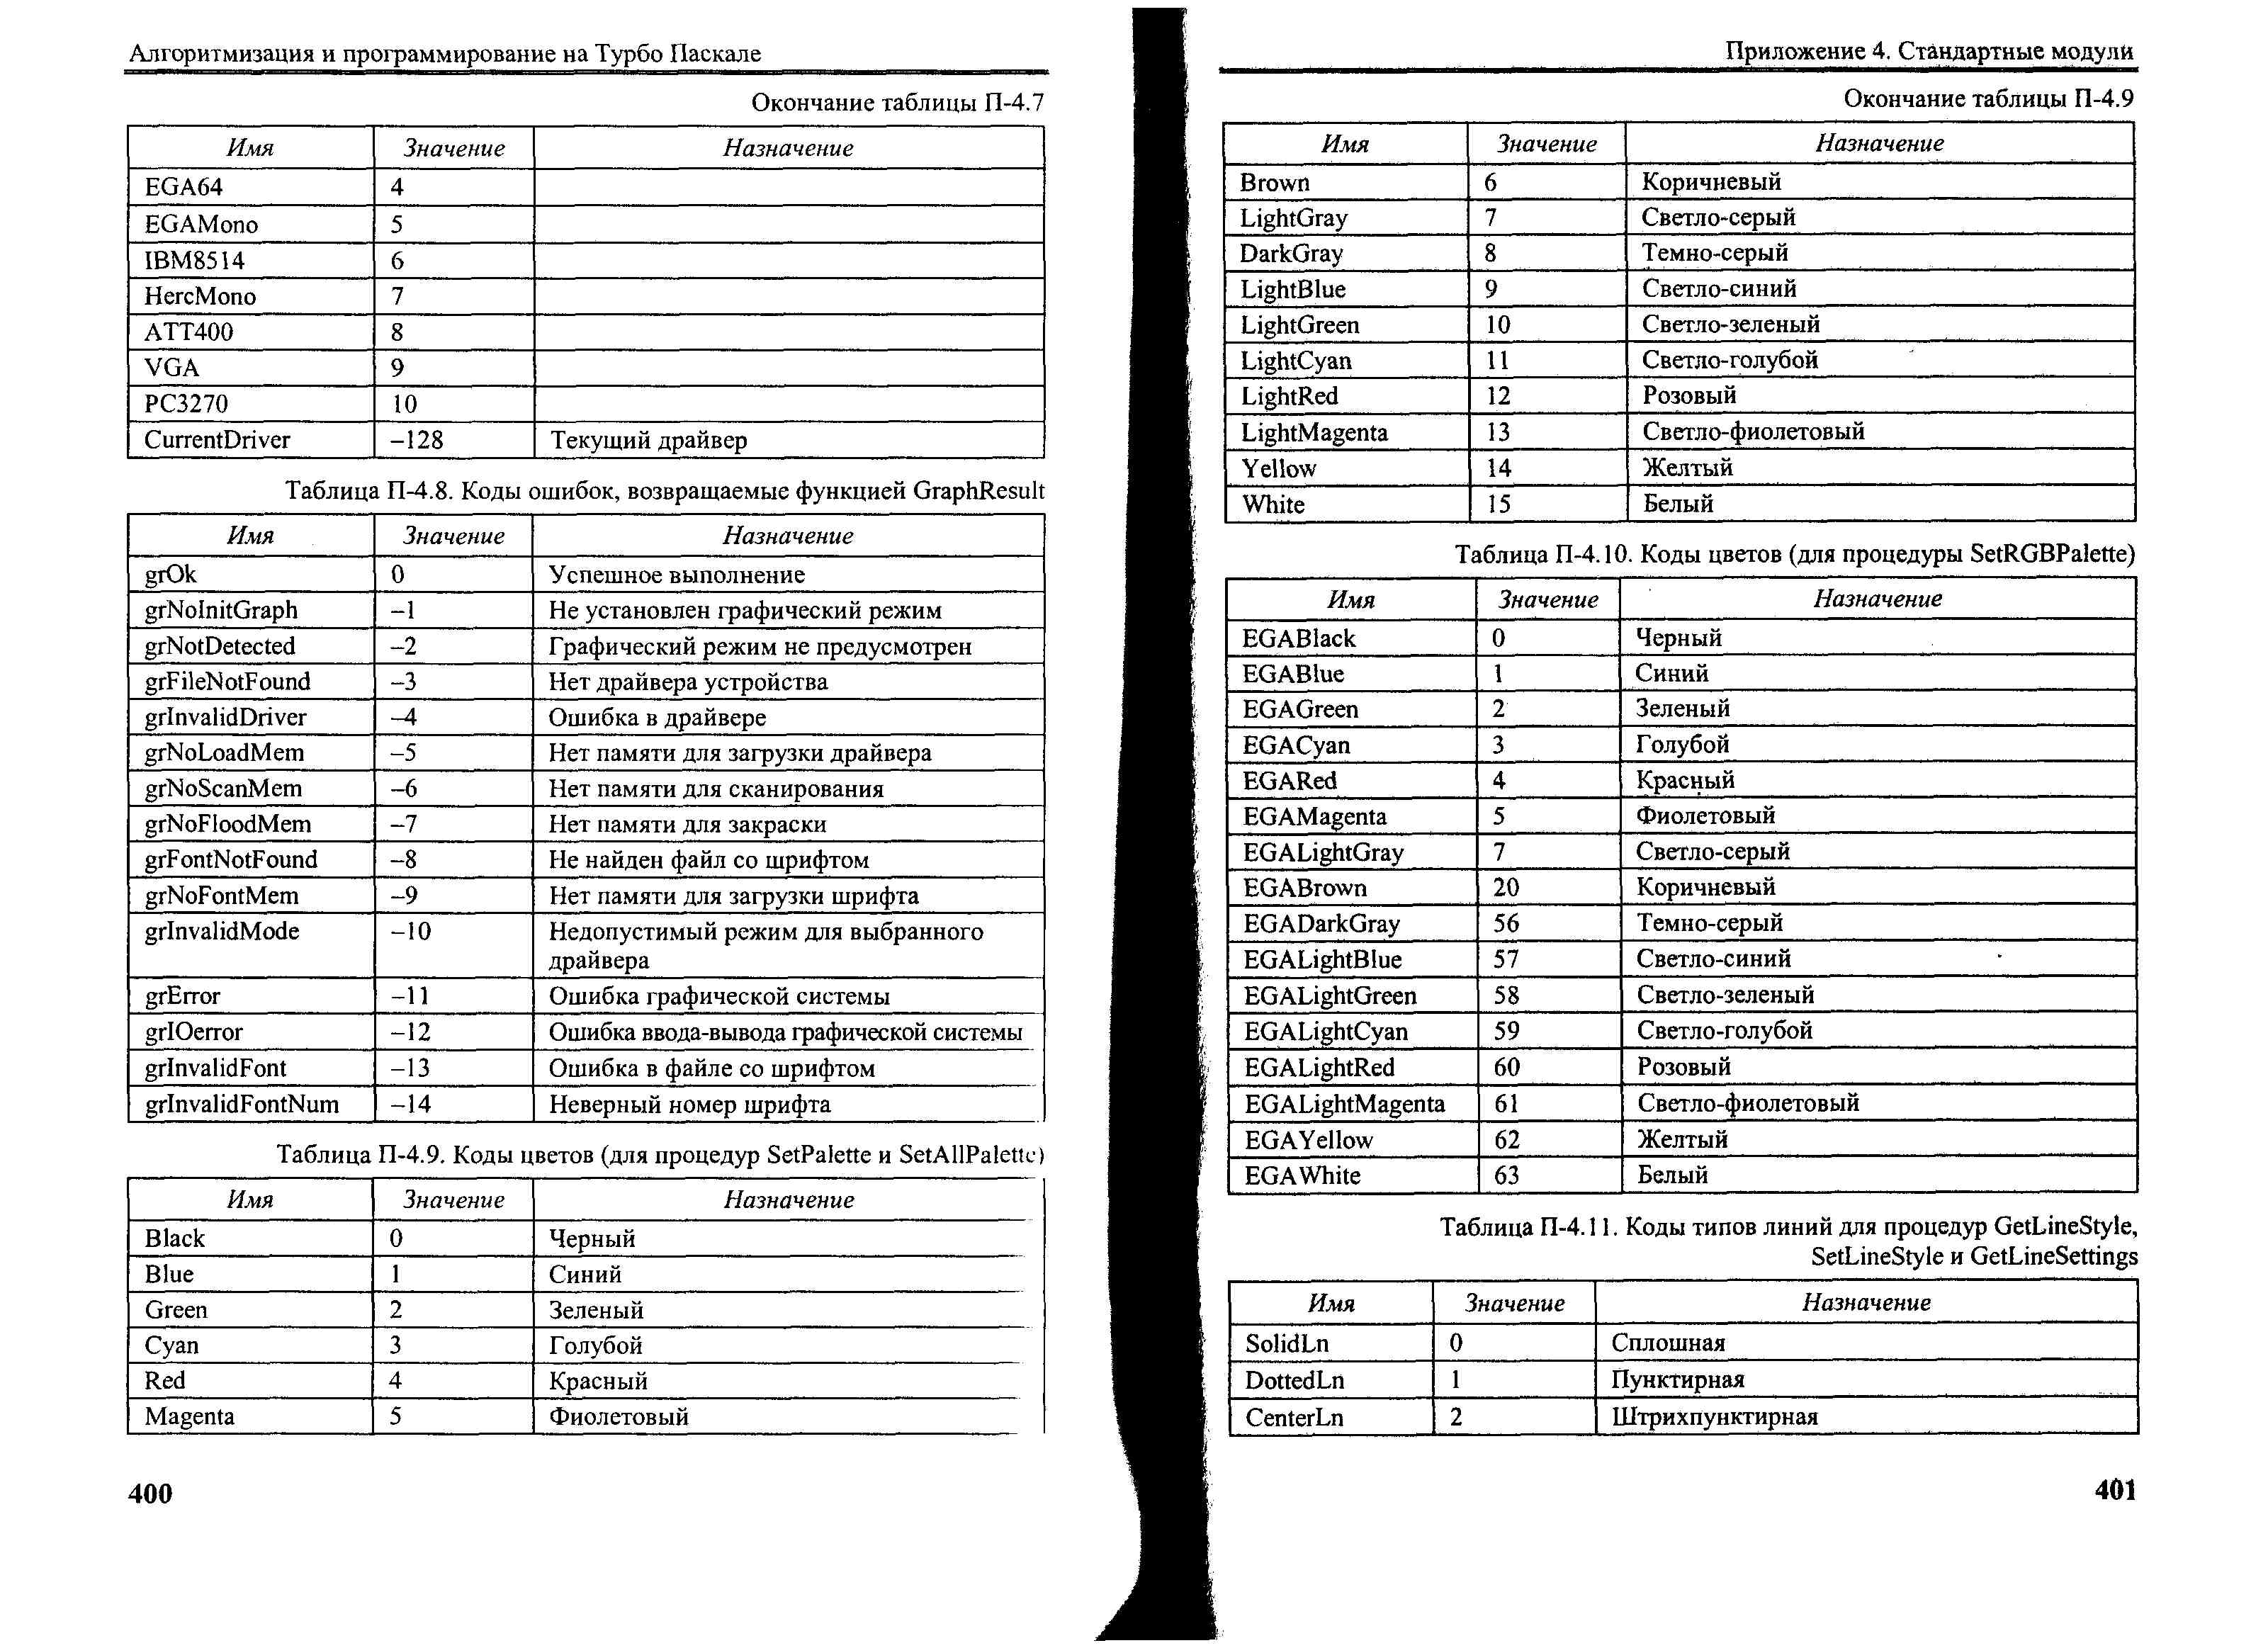 Алгоритмизация и программирование на Турбо Паскале
Окончание таблицы П-4.7
Имя Значение Назначение
EGA64 4
EGAMono 5
IBM8514 6
HercMono 7
ATT400 8
VGA 9
PC3270 10
CurrentDriver –128 Текущий драйвер
Таблица П-4.8. Коды ошибок, возвращаемые функцией GraphResult
Имя Значение Назначение
grOk 0 Успешное выполнение
grNoInitGraph –1 Не установлен графический режим
grNotDetected –2 Графический режим не предусмотрен
grFileNotFound –3 Нет драйвера устройства
grInvalidDriver –4 Ошибка в драйвере
grNoLoadMem –5 Нет памяти для загрузки драйвера
grNoScanMem –6 Нет памяти для сканирования
grNoFloodMem –7 Нет памяти для закраски
grFontNotFound –8 Не найден файл со шрифтом
grNoFontMem –9 Нет памяти для загрузки шрифта
grInvalidMode –10 Недопустимый режим для выбранного
драйвера
grError –11 Ошибка графической системы
grIOerror –12 Ошибка ввода-вывода графической системы
grInvalidFont –13 Ошибка в файле со шрифтом
grInvalidFontNum –14 Неверный номер шрифта
Таблица П-4.9. Коды цветов (для процедур SetPalette и SetAllPalette)
Имя Значение Назначение
Black 0 Черный
Blue 1 Синий
Green 2 Зеленый
Cyan 3 Голубой
Red 4 Красный
Magenta 5 Фиолетовый
400
Приложение 4. Стандартные модули
Окончание таблицы П-4.9
Имя Значение Назначение
Brown 6 Коричневый
LightGray 7 Светло-серый
DarkGray 8 Темно-серый
LightBlue 9 Светло-синий
LightGreen 10 Светло-зеленый
LightCyan 11 Светло-голубой
LightRed 12 Розовый
LightMagenta 13 Светло-фиолетовый
Yellow 14 Желтый
White 15 Белый
Таблица П-4.10. Коды цветов (для процедуры SetRGBPalette)
Имя Значение Назначение
EGABlack 0 Черный
EGABlue 1 Синий
EGAGreen 2 Зеленый
EGACyan 3 Голубой
EGARed 4 Красный
EGAMagenta 5 Фиолетовый
EGALightGray 7 Светло-серый
EGABrown 20 Коричневый
EGADarkGray 56 Темно-серый
EGALightBlue 57 Светло-синий
EGALightGreen 58 Светло-зеленый
EGALightCyan 59 Светло-голубой
EGALightRed 60 Розовый
EGALightMagenta 61 Светло-фиолетовый
EGAYellow 62 Желтый
EGAWhite 63 Белый
Таблица П-4.11. Коды типов линий для процедур GetLineStyle,
SetLineStyle и GetLineSettings
Имя Значение Назначение
SolidLn 0 Сплошная
DottedLn 1 Пунктирная
CenterLn 2 Штрихпунктирная
401